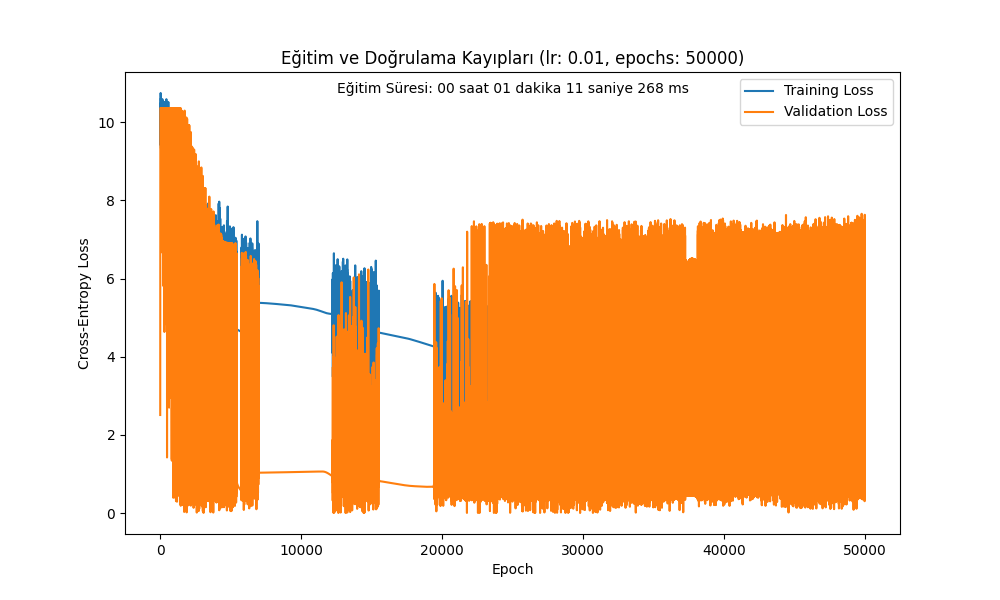 Eğitim ve Doğrulama Kayıpları (lr: 0.01, epochs: 50000)
Eğitim Süresi: 00 saat 01 dakika 11 saniye 268 ms
Training Loss
Validation Loss
Cross-Entropy Loss
10
8
6
4
2
0
0 10000 20000 30000 40000 50000
Epoch